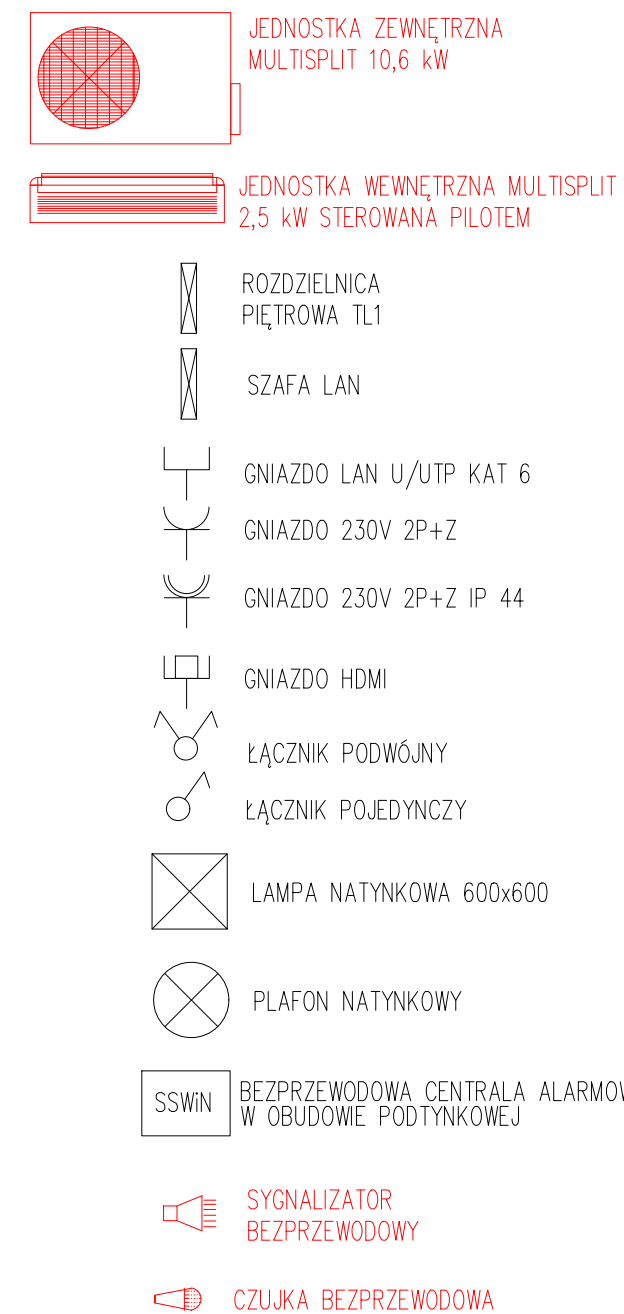 JEDNOSTKA ZEWNĘTRZNA
MULTISPLIT 10,6 kW
JEDNOSTKA WEWNĘTRZNA MULTISPLIT
2,5 kW STEROWANA PILOTEM
ROZDZIELNICA
PIĘTROWA TL1
SZAFA LAN
GNIAZDO LAN U/UTP KAT 6
GNIAZDO 230V 2P+Z
GNIAZDO 230V 2P+Z IP 44
GNIAZDO HDMI
ŁĄCZNIK PODWÓJNY
ŁĄCZNIK POJEDYNCZY
LAMPA NATYNKOWA 600x600
PLAFON NATYNKOWY
SSWiN
BEZPRZEWODOWA CENTRALA ALARMOW
W OBUDOWIE PODTYNKOWEJ
SYGNALIZATOR
BEZPRZEWODOWY
CZUJKA BEZPRZEWODOWA